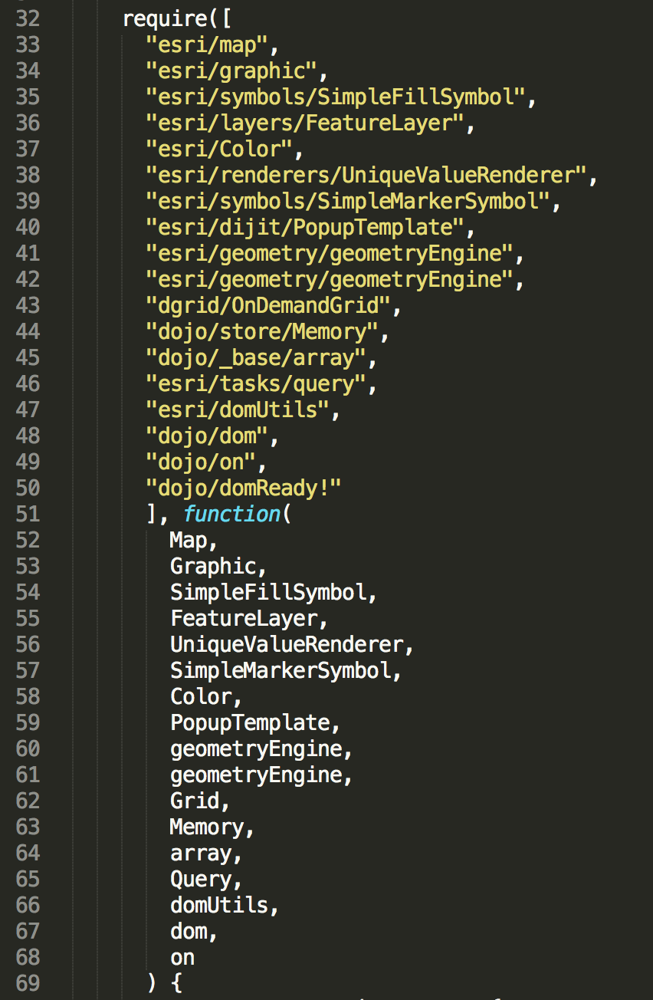 32 require([
33 "esri/map",
34 "esri/graphic",
35 "esri/symbols/SimpleFillSymbol",
36 "esri/layers/FeatureLayer",
37 "esri/Color",
38 "esri/renderers/UniqueValueRenderer",
39 "esri/symbols/SimpleMarkerSymbol",
40 "esri/dijit/PopupTemplate",
41 "esri/geometry/geometryEngine",
42 "esri/geometry/geometryEngine",
43 "dgrid/OnDemandGrid",
44 "dojo/store/Memory",
45 "dojo/_base/array",
46 "esri/tasks/query",
47 "esri/domUtils",
48 "dojo/dom",
49 "dojo/on",
50 "dojo/domReady!"
51 ], function(
52 Map,
53 Graphic,
54 SimpleFillSymbol,
55 FeatureLayer,
56 UniqueValueRenderer,
57 SimpleMarkerSymbol,
58 Color,
59 PopupTemplate,
60 geometryEngine,
61 geometryEngine,
62 Grid,
63 Memory,
64 array,
65 Query,
66 domUtils,
67 dom,
68 on
69 ) {